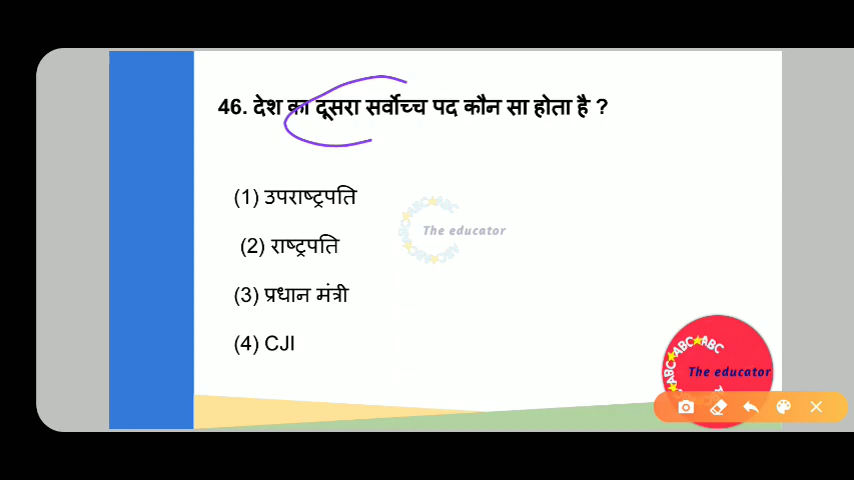 46. देश का दूसरा सर्वोच्च पद कौन सा होता है ?
(1) उपराष्ट्रपति
(2) राष्ट्रपति
(3) प्रधान मंत्री
(4) CJI
The educator
ABC★ABC★ABC
The educator